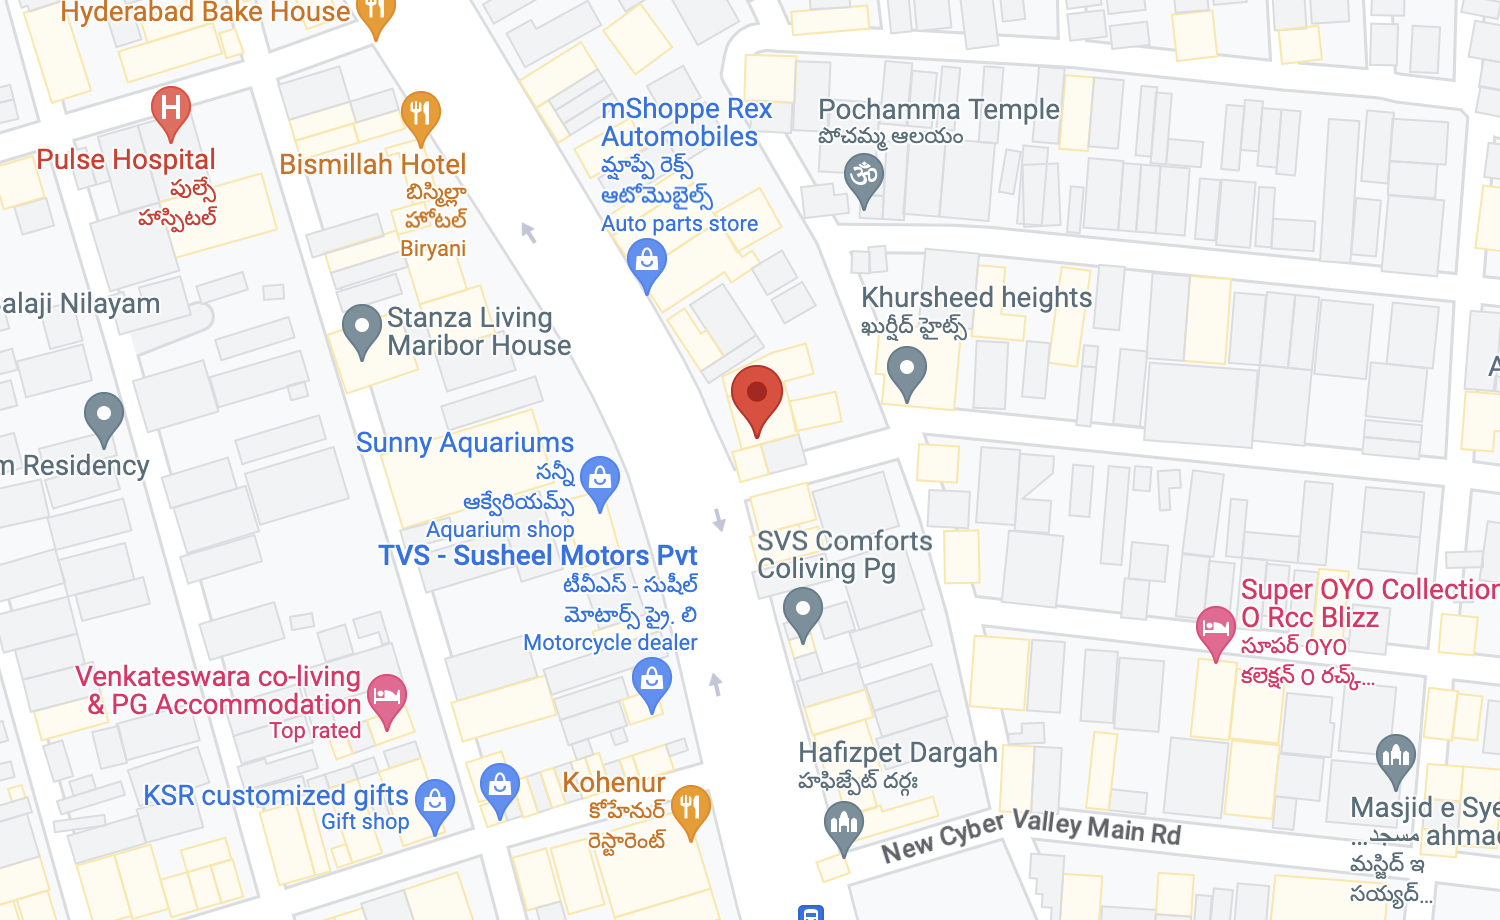 Hyderabad Bake House
Pulse Hospital
పుల్సే
హాస్పిటల్
Bismillah Hotel
బిస్మిల్లా
హోటల్
Biryani
mShoppe Rex
Automobiles
మ్షాప్పే రెక్స్
ఆటోమొబైల్స్
Auto parts store
Pochamma Temple
పోచమ్మ ఆలయం
alaji Nilayam
Stanza Living
Maribor House
Khursheed heights
ఖుర్షీద్ హైట్స్
A
m Residency
Sunny Aquariums
సన్నీ
ఆక్వేరియమ్స్
Aquarium shop
TVS - Susheel Motors Pvt
టీవీఎస్ - సుషీల్
మోటార్స్ ప్రై. లి
Motorcycle dealer
SVS Comforts
Coliving Pg
Super OYO Collection
O Rcc Blizz
సూపర్ OYO
కలెక్షన్ O రచ్క్...
Venkateswara co-living
& PG Accommodation
Top rated
KSR customized gifts
Gift shop
Kohenur
కోహేనుర్
రెస్టారెంట్
Hafizpet Dargah
హఫిజ్పేట్ దర్గః
New Cyber Valley Main Rd
Masjid e Sye
...مسجد ahmad
మస్జిద్ ఇ
సయ్యద్...